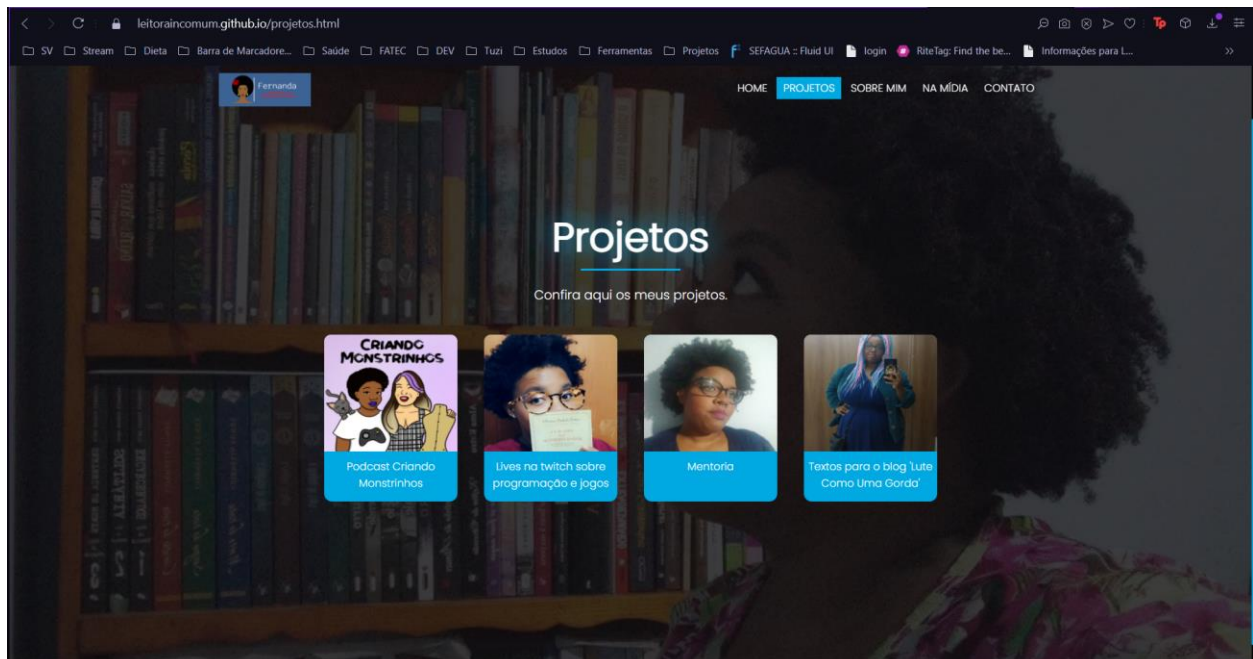 leitoraincomum.github.io/projetos.html
SV Stream Dieta Barra de Marcadore... Saúde FATEC DEV Tuzi Estudos Ferramentas Projetos SEFAGUA :: Fluid UI login RiteTag: Find the be... Informações para L... »
Fernanda
HOME PROJETOS SOBRE MIM NA MÍDIA CONTATO
Projetos
Confira aqui os meus projetos.
CRIANDO
MONSTRINHOS
Podcast Criando
Monstrinhos
Lives na twitch sobre
programação e jogos
Mentoria
Textos para o blog 'Lute
Como Uma Gorda'